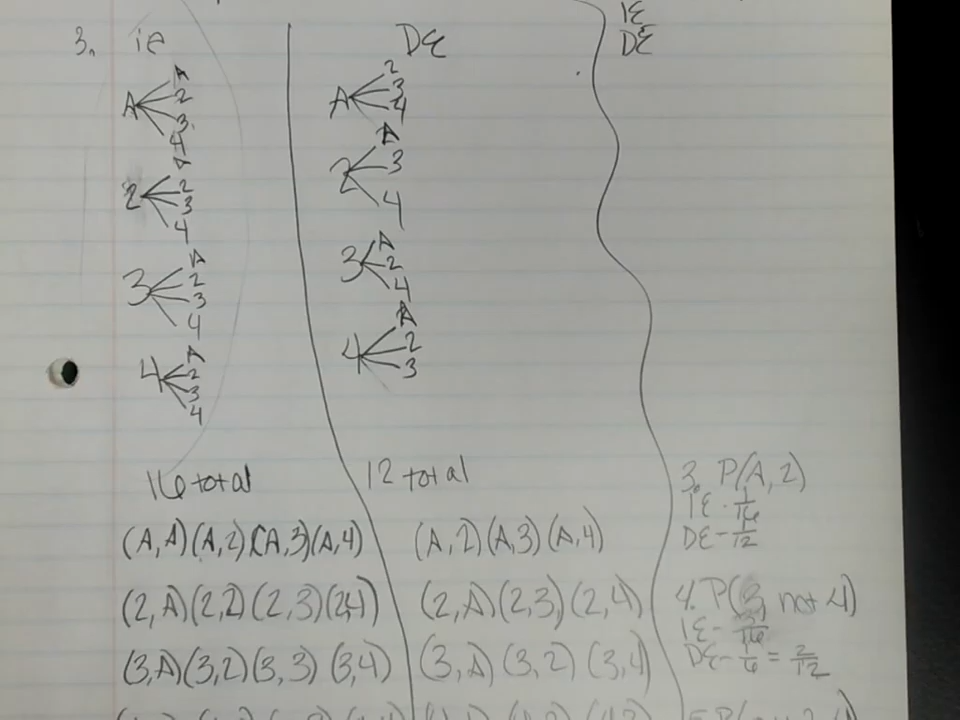 3. ie
A A 2 3 4
2 A 2 3 4
3 A 2 3 4
4 A 2 3 4
16 total
(A,A) (A,2) (A,3) (A,4)
(2,A) (2,2) (2,3) (2,4)
(3,A) (3,2) (3,3) (3,4)
DE
A 2 3 4
2 A 3 4
3 A 2 4
4 A 2 3
12 total
(A,2) (A,3) (A,4)
(2,A) (2,3) (2,4)
(3,A) (3,2) (3,4)
IE
DE
3. P(A,2)
IE - 1/16
DE - 1/12
4. P(3, not 4)
IE - 3/16
DE - 1/6 = 2/12